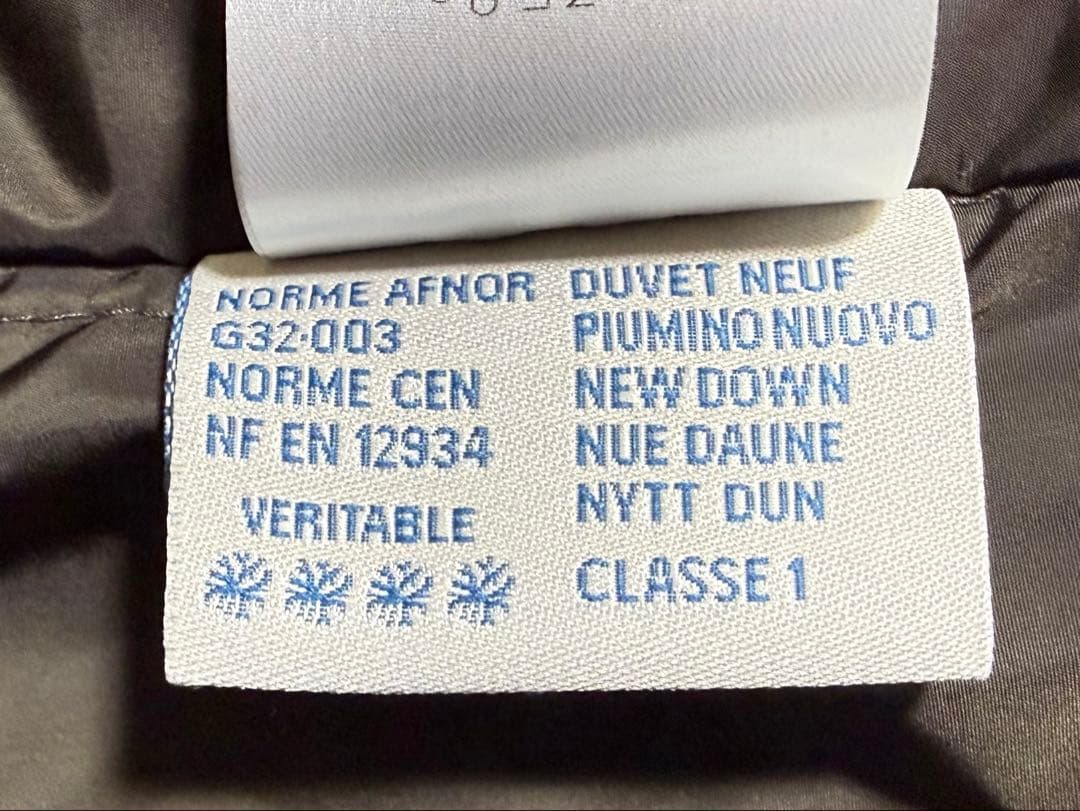 NORME AFNOR
G32·003
NORME CEN
NF EN 12934
VERITABLE
DUVET NEUF
PIUMINO NUOVO
NEW DOWN
NUE DAUNE
NYTT DUN
CLASSE 1